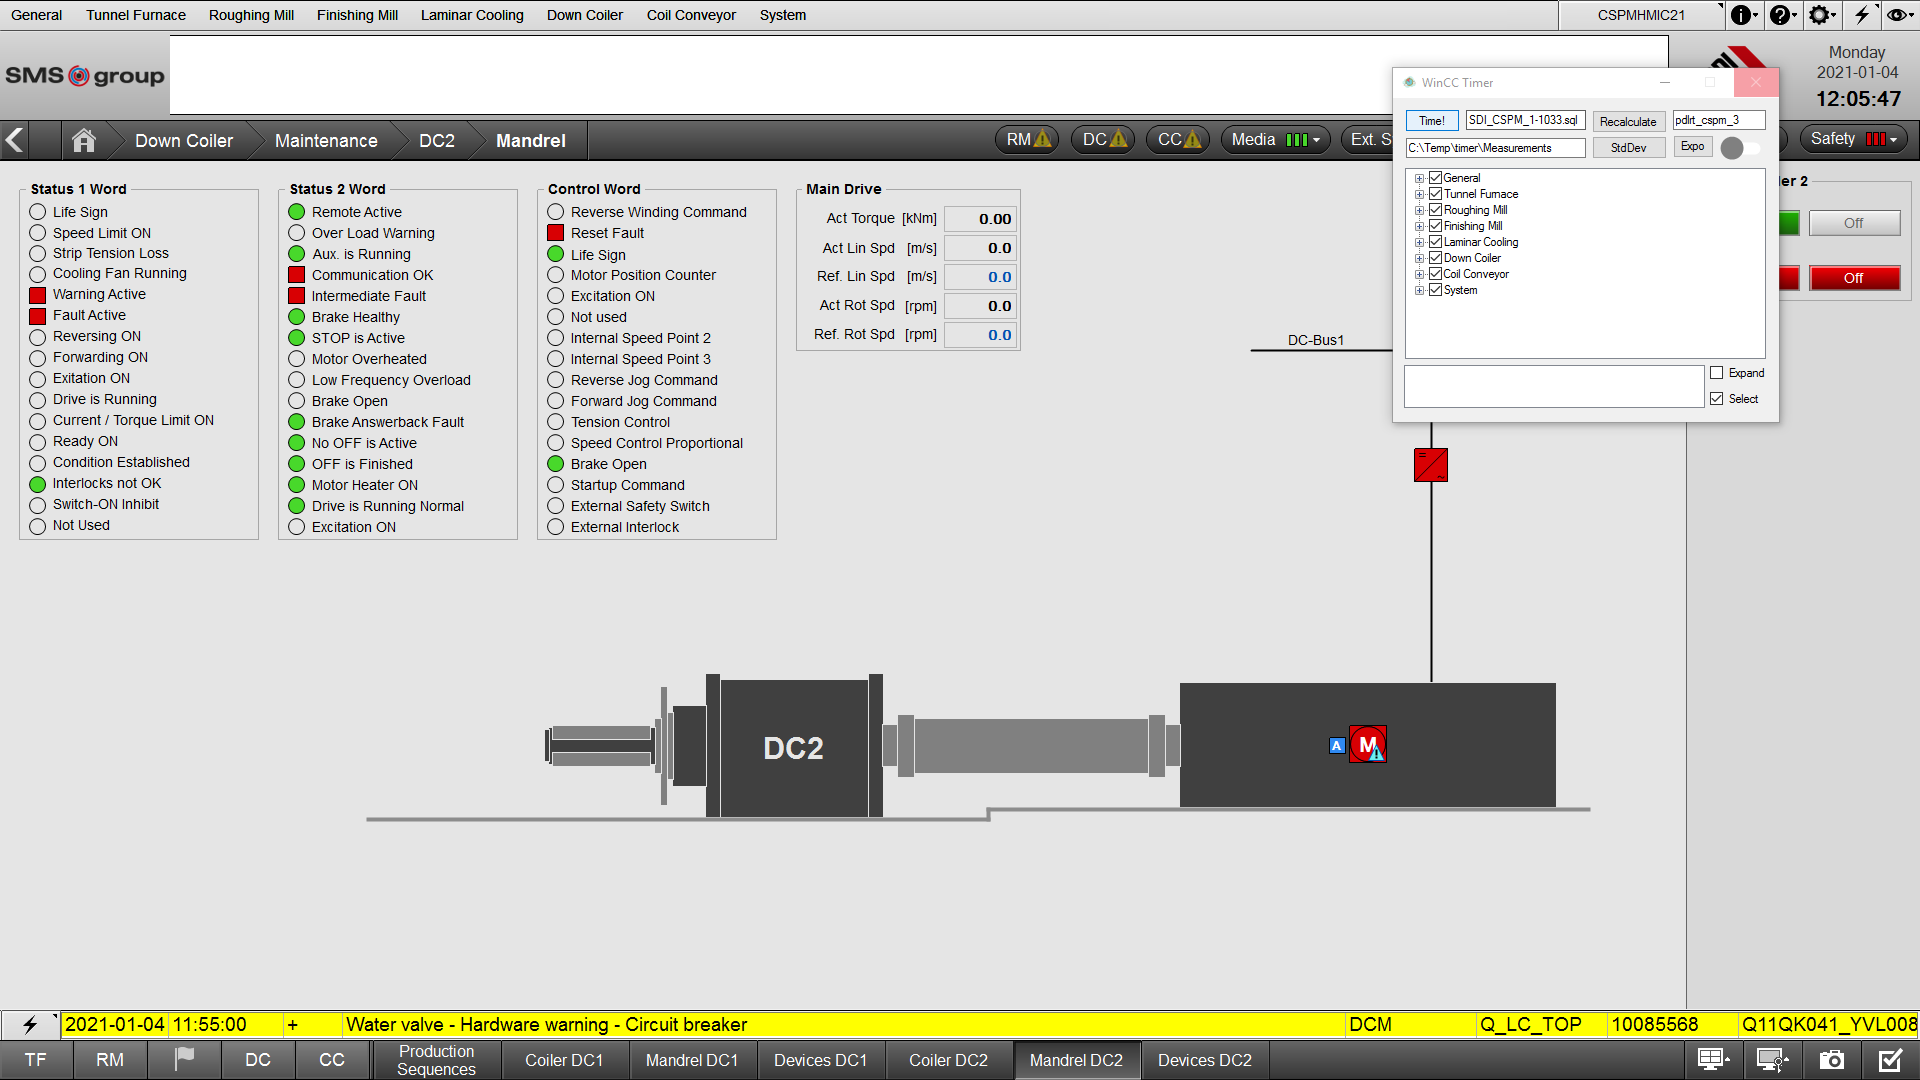 General Tunnel Furnace Roughing Mill Finishing Mill Laminar Cooling Down Coiler Coil Conveyor System CSPMHMIC21
SMS group
Monday
2021-01-04
12:05:47
Down Coiler Maintenance DC2 Mandrel RM DC CC Media Ext. S Safety
WinCC Timer
Time! SDI_CSPM_1-1033.sql Recalculate pdlrt_cspm_3
C:\Temp\timer\Measurements StdDev Expo
General
Tunnel Furnace
Roughing Mill
Finishing Mill
Laminar Cooling
Down Coiler
Coil Conveyor
System
Expand
Select
ler 2
Off
Off
Status 1 Word
Life Sign
Speed Limit ON
Strip Tension Loss
Cooling Fan Running
Warning Active
Fault Active
Reversing ON
Forwarding ON
Exitation ON
Drive is Running
Current / Torque Limit ON
Ready ON
Condition Established
Interlocks not OK
Switch-ON Inhibit
Not Used
Status 2 Word
Remote Active
Over Load Warning
Aux. is Running
Communication OK
Intermediate Fault
Brake Healthy
STOP is Active
Motor Overheated
Low Frequency Overload
Brake Open
Brake Answerback Fault
No OFF is Active
OFF is Finished
Motor Heater ON
Drive is Running Normal
Excitation ON
Control Word
Reverse Winding Command
Reset Fault
Life Sign
Motor Position Counter
Excitation ON
Not used
Internal Speed Point 2
Internal Speed Point 3
Reverse Jog Command
Forward Jog Command
Tension Control
Speed Control Proportional
Brake Open
Startup Command
External Safety Switch
External Interlock
Main Drive
Act Torque [kNm] 0.00
Act Lin Spd [m/s] 0.0
Ref. Lin Spd [m/s] 0.0
Act Rot Spd [rpm] 0.0
Ref. Rot Spd [rpm] 0.0
DC-Bus1
DC2
A M
2021-01-04 11:55:00 + Water valve - Hardware warning - Circuit breaker DCM Q_LC_TOP 10085568 Q11QK041_YVL008
TF RM DC CC Production Sequences Coiler DC1 Mandrel DC1 Devices DC1 Coiler DC2 Mandrel DC2 Devices DC2